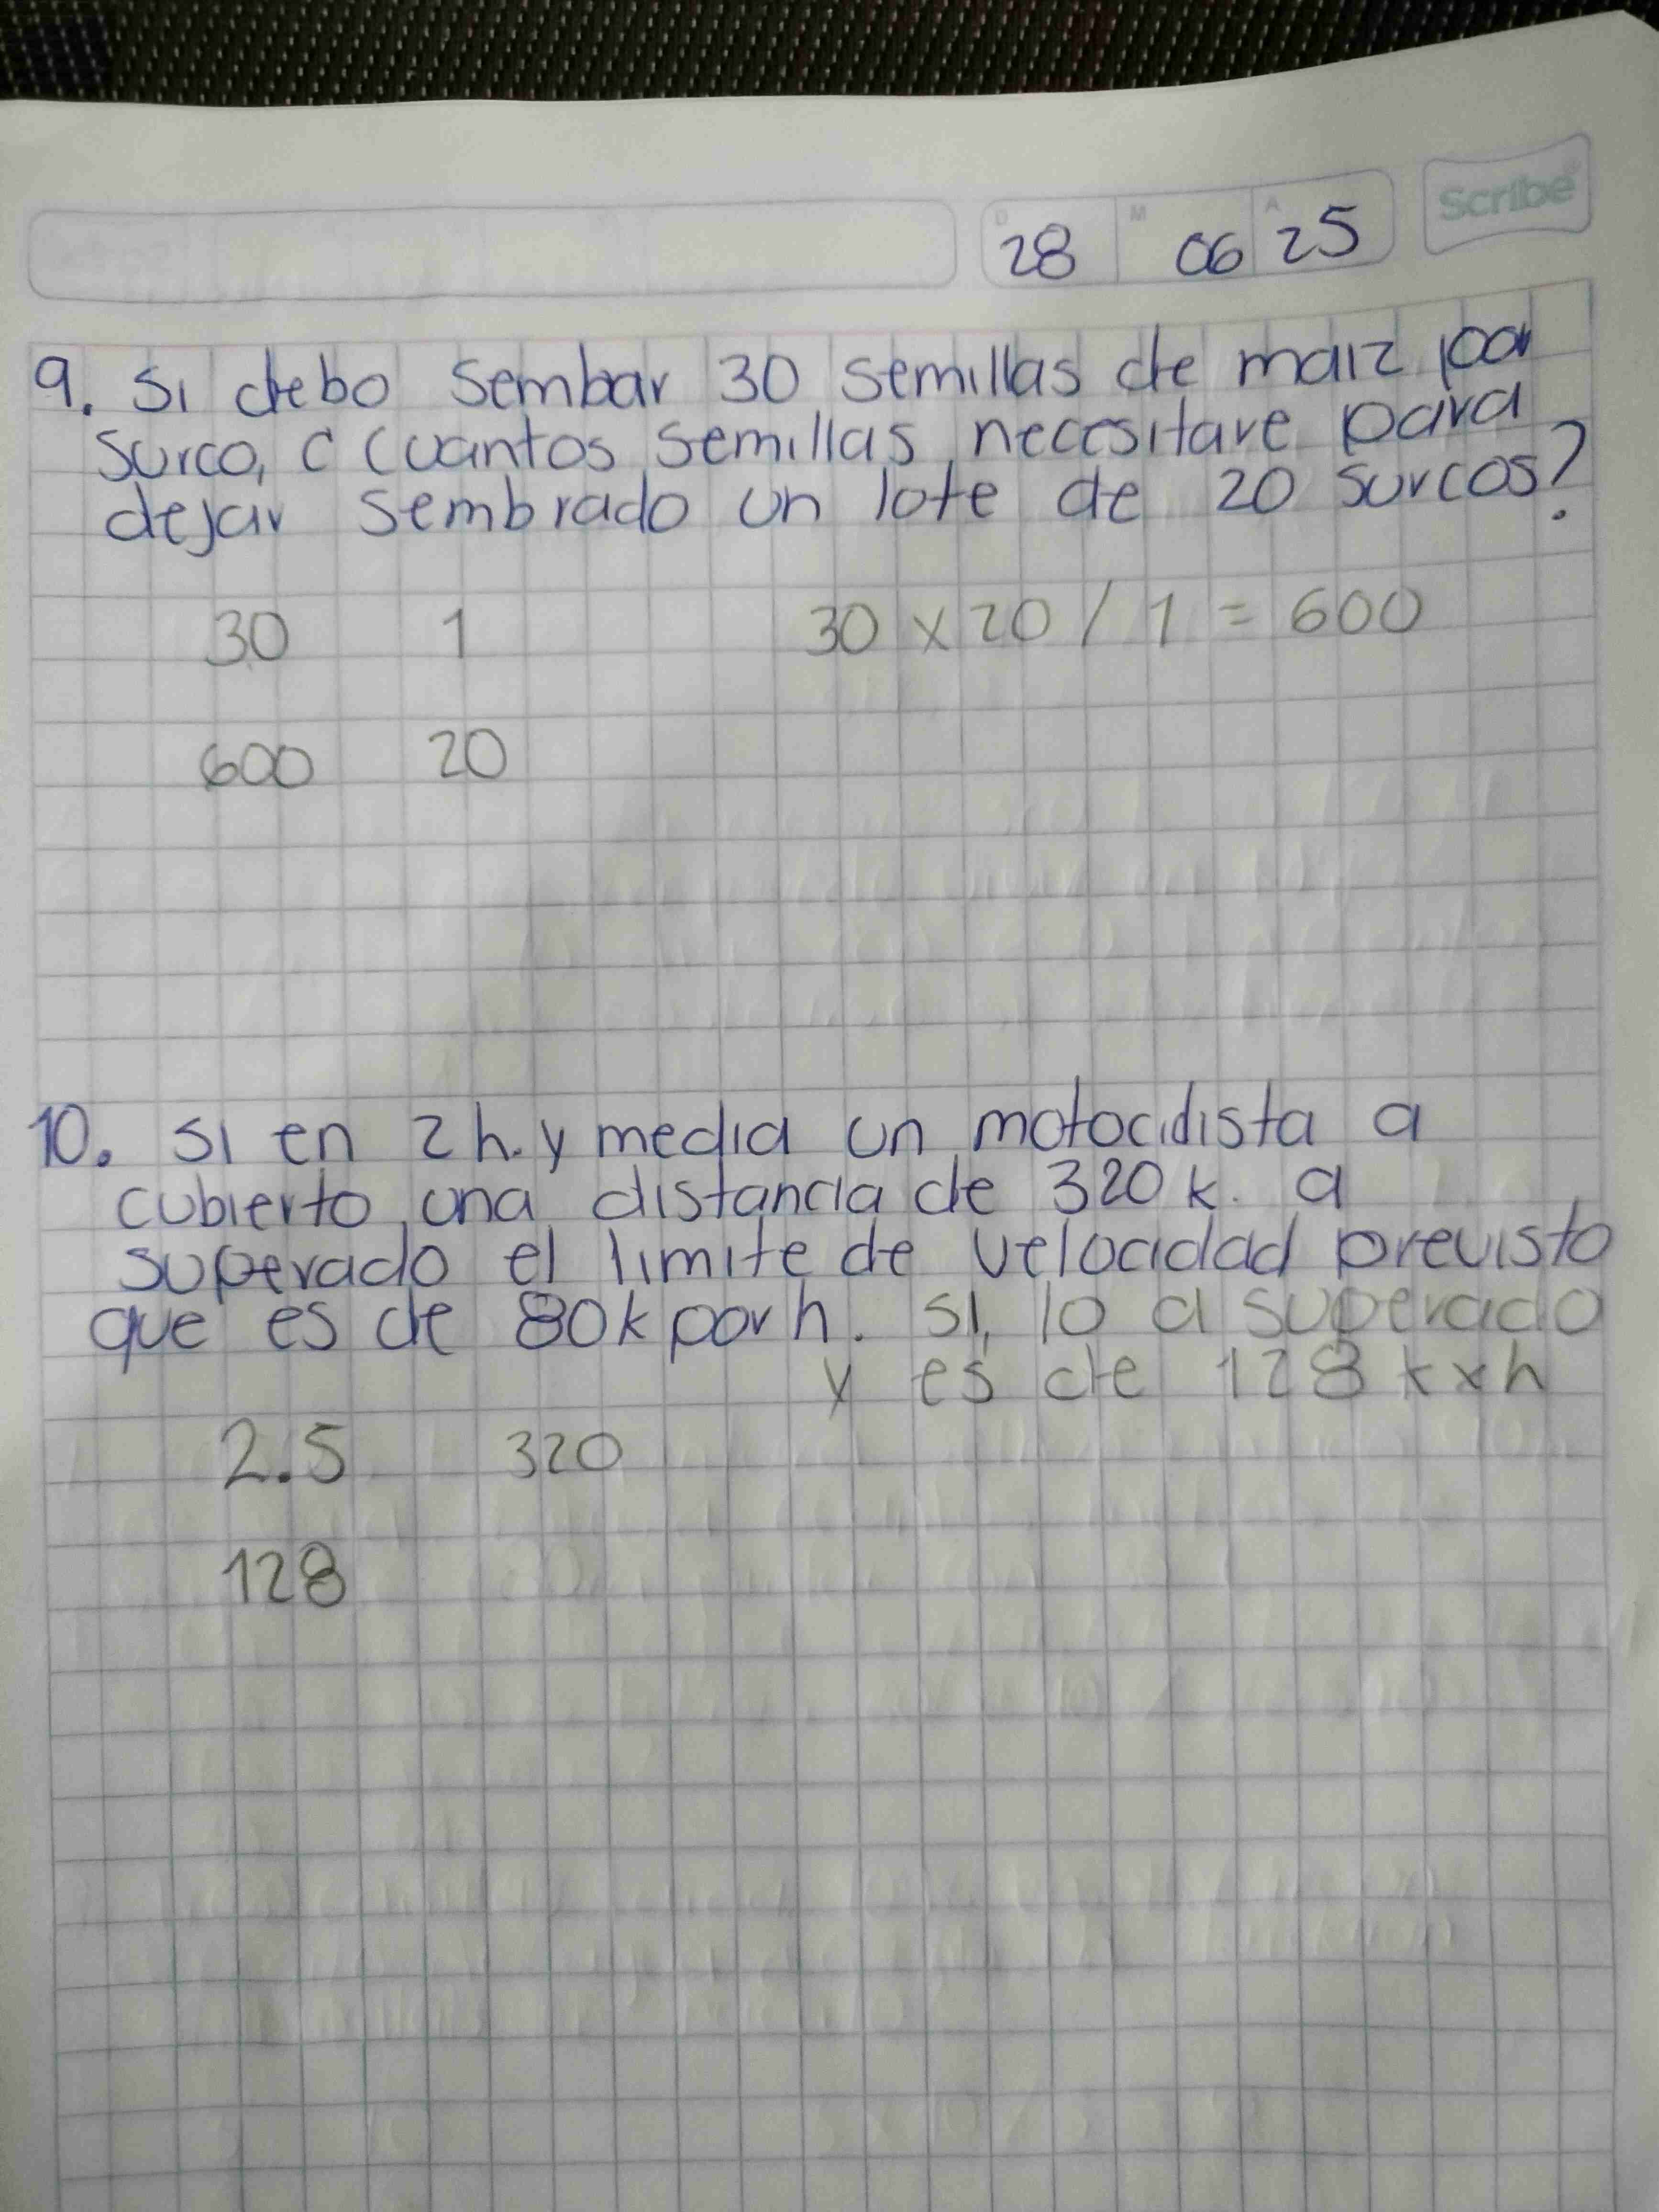 D M A
28 06 25 Scribe
9. Si debo Sembar 30 semillas de maiz por
surco, ¿ Cuantos semillas necesitare para
dejar sembrado un lote de 20 surcos?
30 1 30 x 20 / 1 = 600
600 20
10. si en 2 h. y media un motociclista a
cubierto una distancia de 320 k. a
superado el limite de velocidad previsto
que es de 80k por h. si, lo a superado
y es de 128 k x h
2.5 320
128